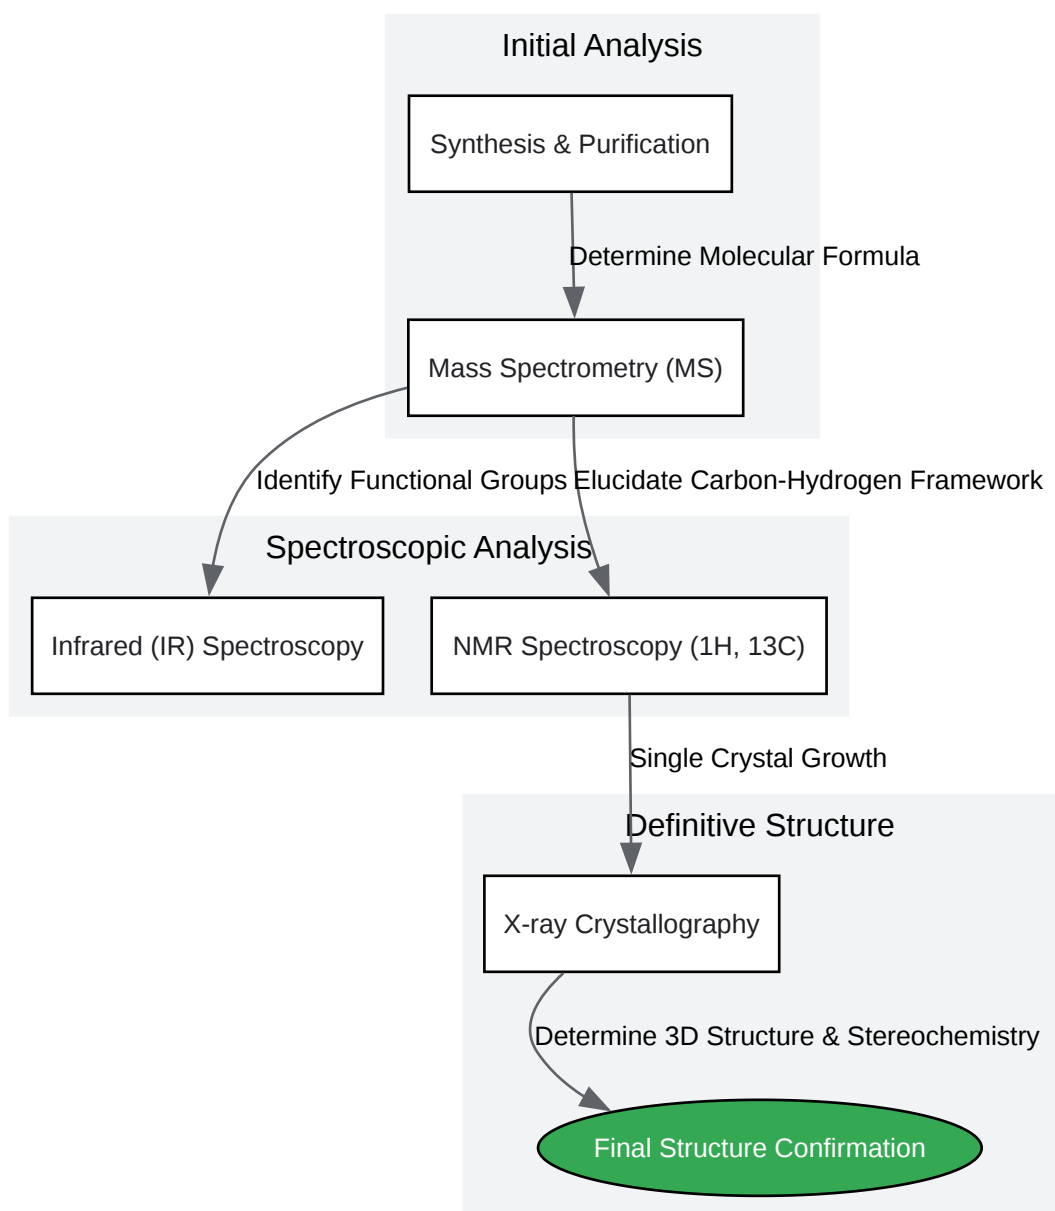 Initial Analysis
Synthesis & Purification
Determine Molecular Formula
Mass Spectrometry (MS)
Identify Functional Groups
Elucidate Carbon-Hydrogen Framework
Spectroscopic Analysis
Infrared (IR) Spectroscopy
NMR Spectroscopy (1H, 13C)
Single Crystal Growth
Definitive Structure
X-ray Crystallography
Determine 3D Structure & Stereochemistry
Final Structure Confirmation